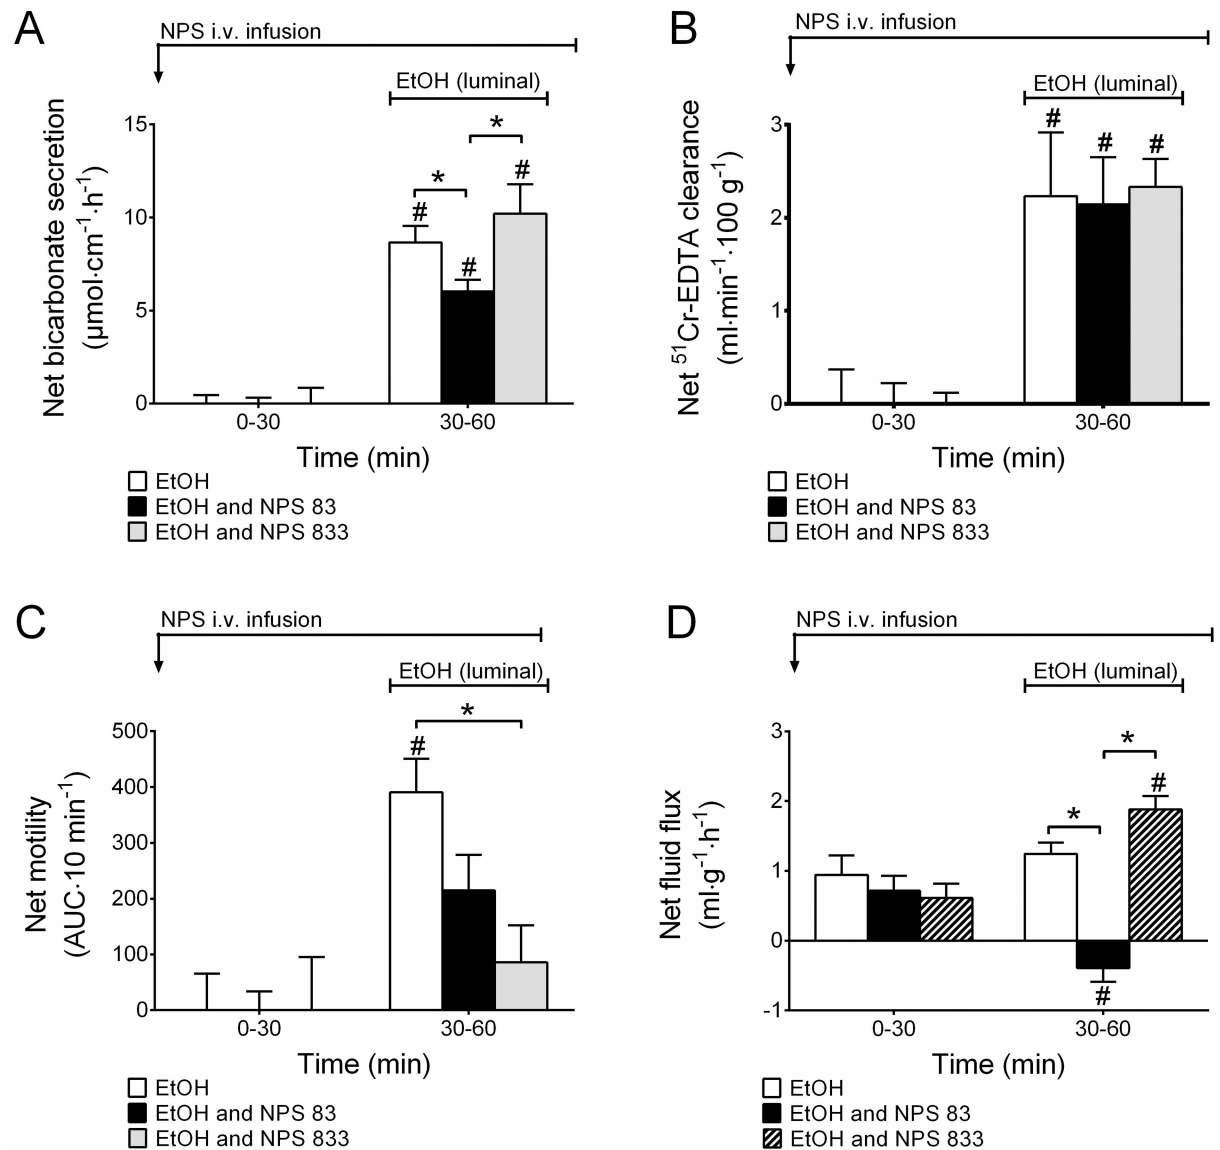 A
NPS i.v. infusion
EtOH (luminal)
Net bicarbonate secretion
(µmol·cm⁻¹·h⁻¹)
15
10
5
0
*
*
#
#
#
0-30
30-60
Time (min)
EtOH
EtOH and NPS 83
EtOH and NPS 833
B
NPS i.v. infusion
EtOH (luminal)
Net ⁵¹Cr-EDTA clearance
(ml·min⁻¹·100 g⁻¹)
3
2
1
0
#
#
#
0-30
30-60
Time (min)
EtOH
EtOH and NPS 83
EtOH and NPS 833
C
NPS i.v. infusion
EtOH (luminal)
Net motility
(AUC·10 min⁻¹)
500
400
300
200
100
0
*
#
0-30
30-60
Time (min)
EtOH
EtOH and NPS 83
EtOH and NPS 833
D
NPS i.v. infusion
EtOH (luminal)
Net fluid flux
(ml·g⁻¹·h⁻¹)
3
2
1
0
-1
*
*
#
#
0-30
30-60
Time (min)
EtOH
EtOH and NPS 83
EtOH and NPS 833